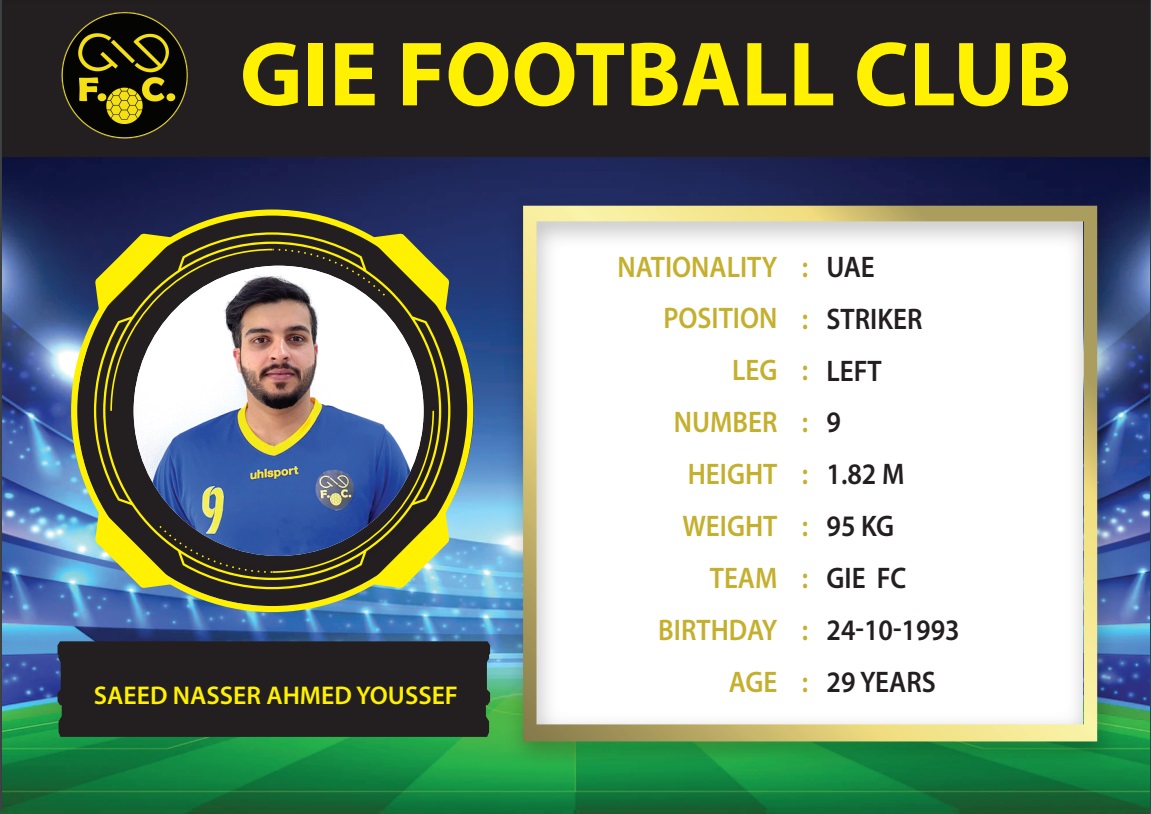 GIE FOOTBALL CLUB
F. C.
NATIONALITY : UAE
POSITION : STRIKER
LEG : LEFT
NUMBER : 9
HEIGHT : 1.82 M
WEIGHT : 95 KG
TEAM : GIE FC
BIRTHDAY : 24-10-1993
AGE : 29 YEARS
uhlsport
9
F. C.
SAEED NASSER AHMED YOUSSEF